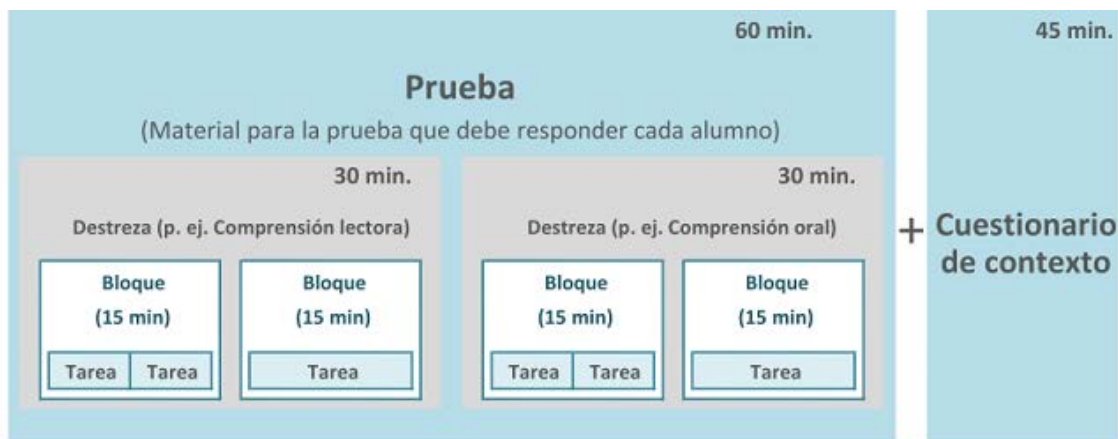 60 min.
Prueba
(Material para la prueba que debe responder cada alumno)
30 min.
Destreza (p. ej. Comprensión lectora)
Bloque
(15 min)
Tarea Tarea
Bloque
(15 min)
Tarea
30 min.
Destreza (p. ej. Comprensión oral)
Bloque
(15 min)
Tarea Tarea
Bloque
(15 min)
Tarea
+
45 min.
Cuestionario
de contexto